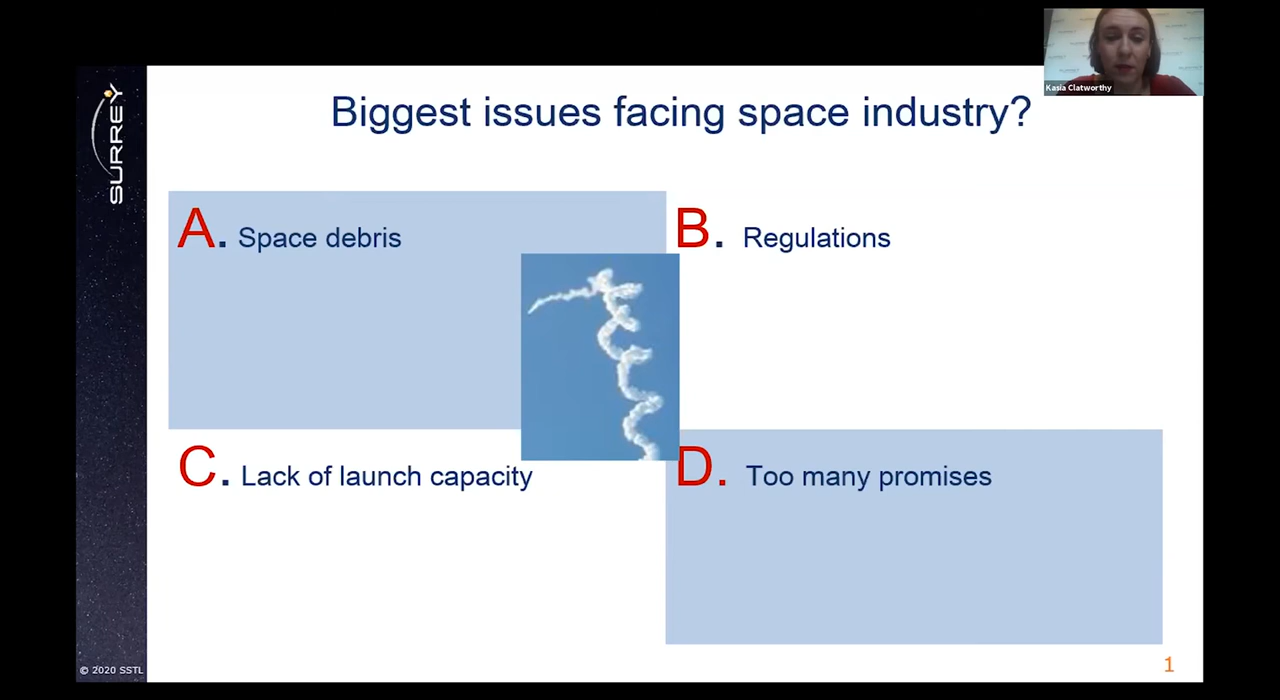 Kasia Clatworthy
SURREY
Biggest issues facing space industry?
A. Space debris
B. Regulations
C. Lack of launch capacity
D. Too many promises
© 2020 SSTL
1